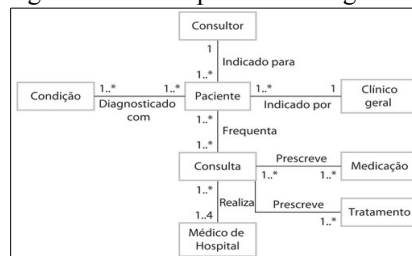 Consultor
1
Indicado para
1..*
Condição
1..*
1..*
Diagnosticado
com
Paciente
1..*
1
Indicado por
Clínico
geral
1..*
Frequenta
1..*
Consulta
Prescreve
1..*
1..*
Medicação
1..*
Realiza
Prescreve
1..*
Tratamento
1..4
Médico de
Hospital